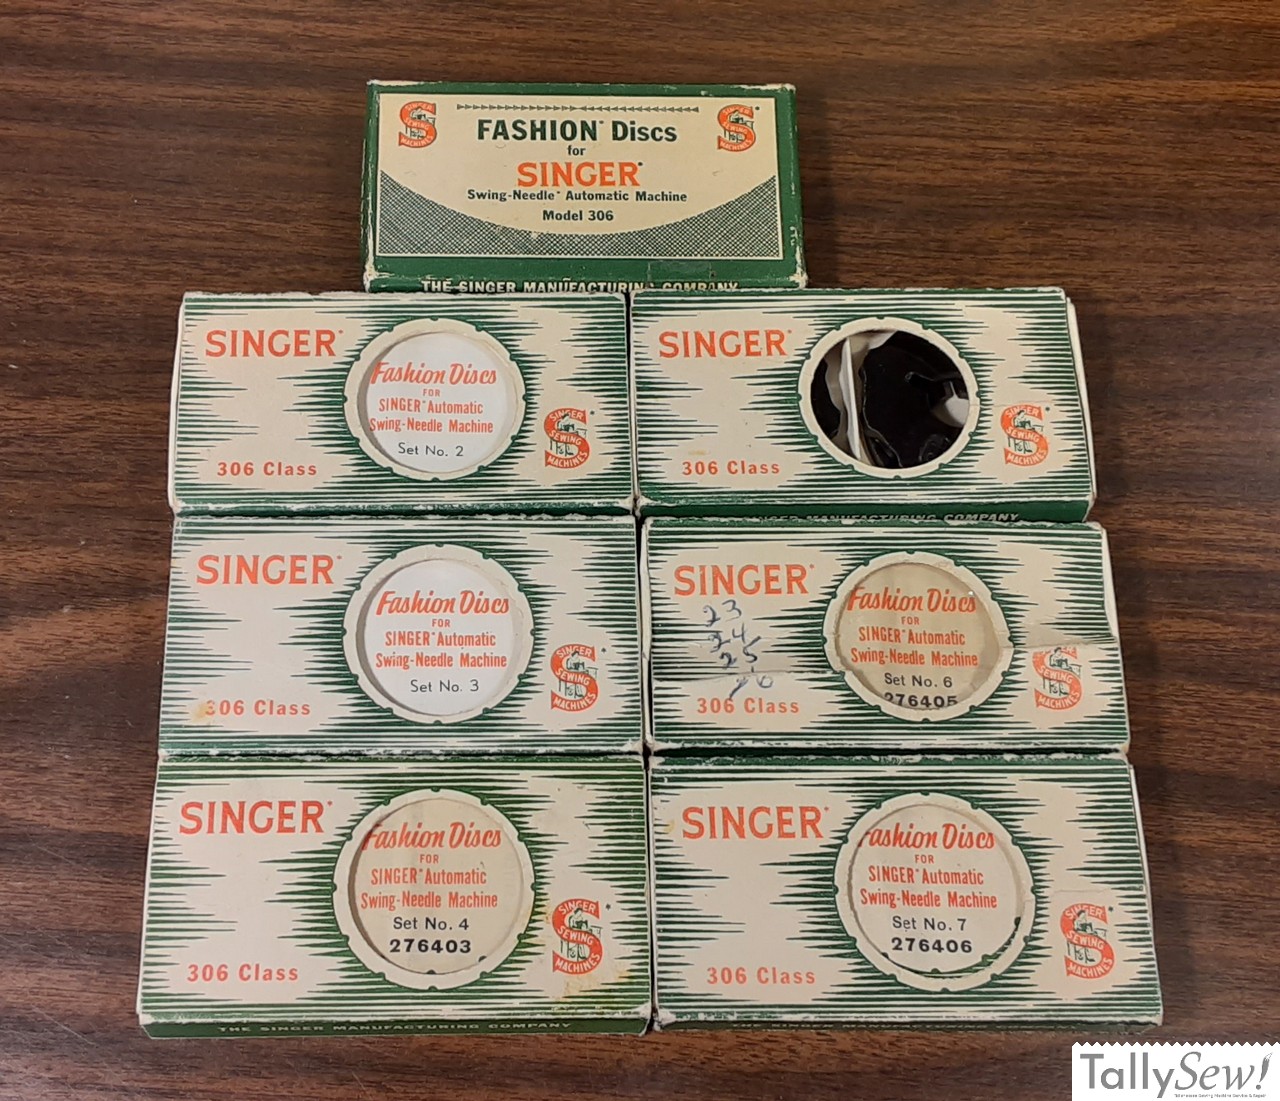 SINGER SEWING MACHINES
FASHION* Discs
for
SINGER*
Swing-Needle* Automatic Machine
Model 306
SINGER SEWING MACHINES
THE SINGER MANUFACTURING COMPANY
SINGER*
Fashion Discs
FOR
SINGER* Automatic
Swing-Needle Machine
Set No. 2
306 Class
SINGER SEWING MACHINES
SINGER*
306 Class
SINGER SEWING MACHINES
SINGER MANUFACTURING COMPANY
SINGER*
Fashion Discs
FOR
SINGER* Automatic
Swing-Needle Machine
Set No. 3
306 Class
SINGER SEWING MACHINES
SINGER*
23
24
25
Fashion Discs
FOR
SINGER* Automatic
Swing-Needle Machine
Set No. 6
276405
306 Class
SEWING MACHINES
SINGER*
Fashion Discs
FOR
SINGER* Automatic
Swing-Needle Machine
Set No. 4
276403
306 Class
SINGER SEWING MACHINES
THE SINGER MANUFACTURING COMPANY
SINGER*
Fashion Discs
FOR
SINGER* Automatic
Swing-Needle Machine
Set No. 7
276406
306 Class
SINGER SEWING MACHINES
TallySew!